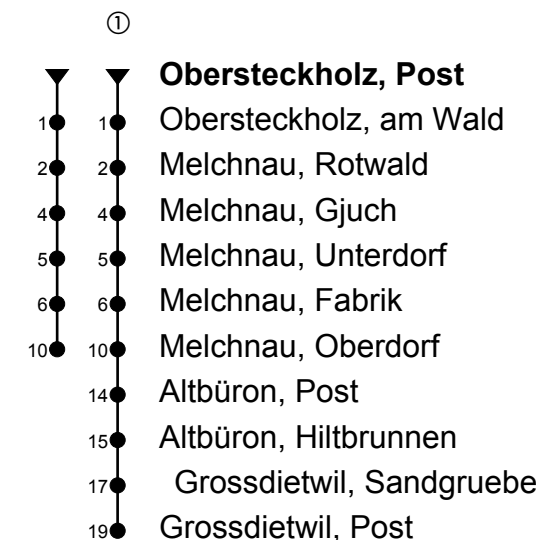 ①
Obersteckholz, Post
1 1 Obersteckholz, am Wald
2 2 Melchnau, Rotwald
4 4 Melchnau, Gjuch
5 5 Melchnau, Unterdorf
6 6 Melchnau, Fabrik
10 10 Melchnau, Oberdorf
14 Altbüron, Post
15 Altbüron, Hiltbrunnen
17 Grossdietwil, Sandgruebe
19 Grossdietwil, Post